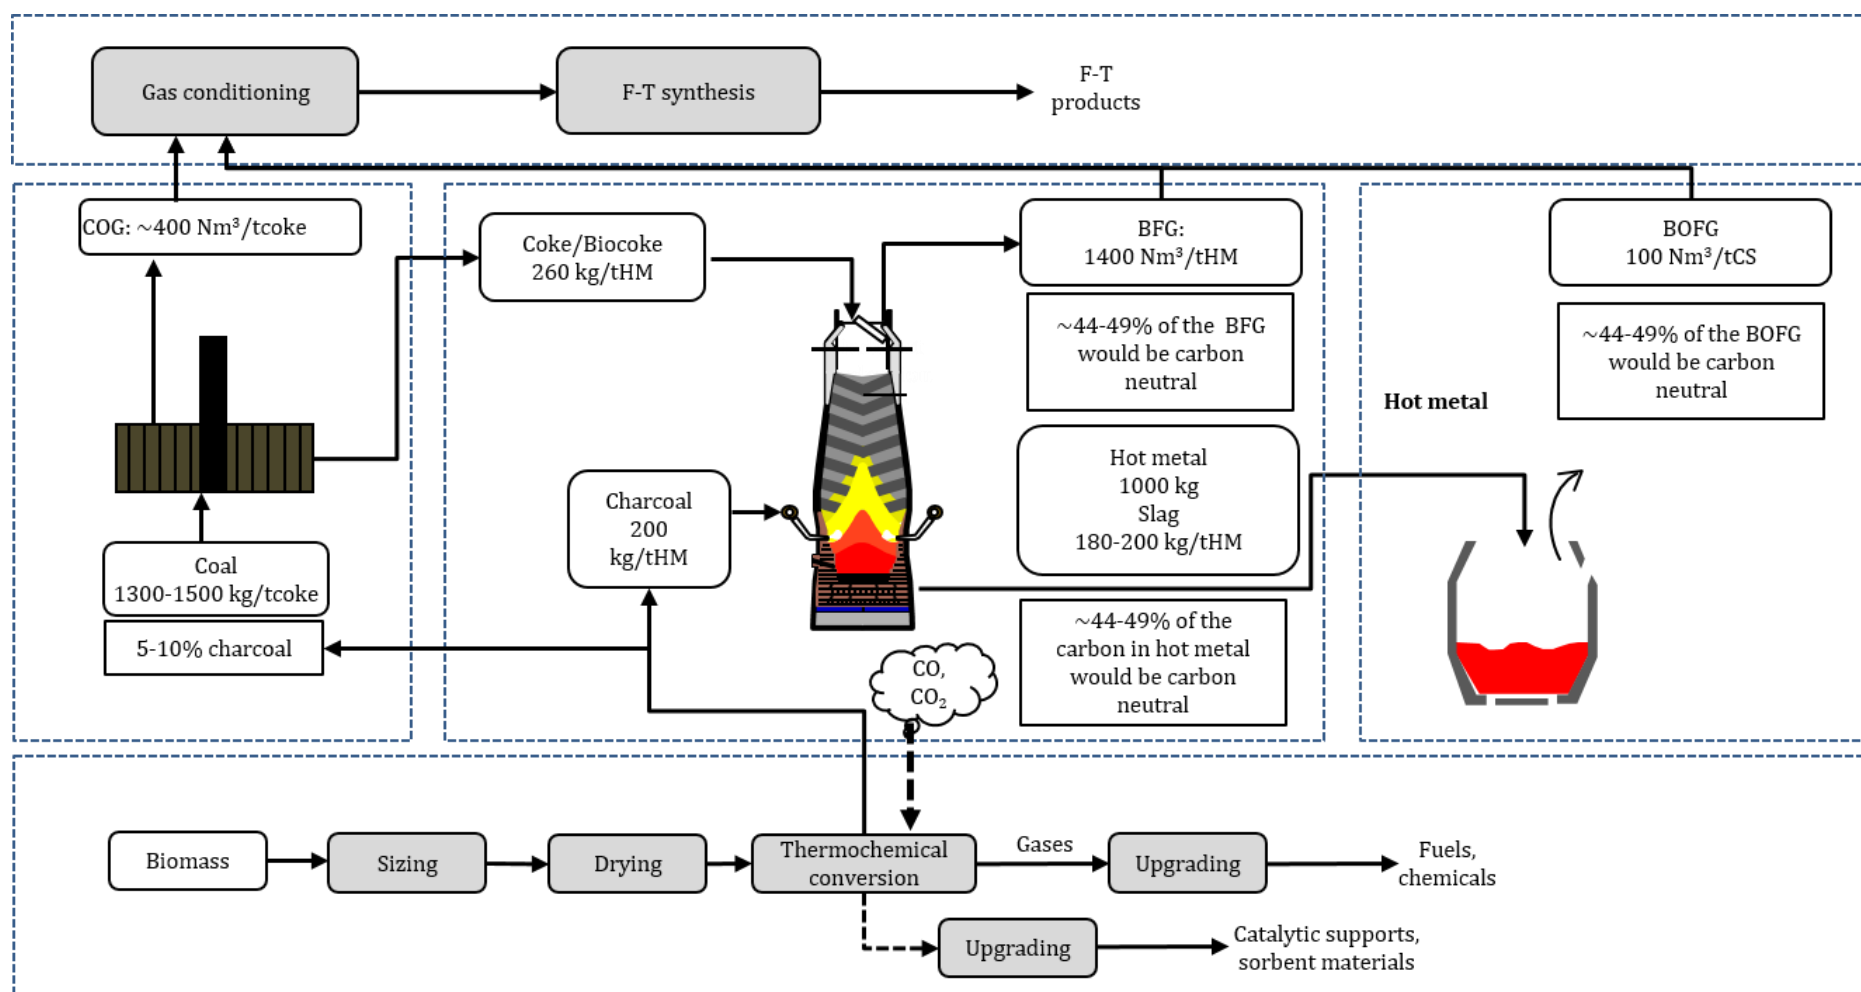 Gas conditioning
F-T synthesis
F-T
products
COG: ~400 Nm³/tcoke
Coke/Biocoke
260 kg/tHM
BFG:
1400 Nm³/tHM
BOFG
100 Nm³/tCS
~44-49% of the BFG
would be carbon
neutral
~44-49% of the BOFG
would be carbon
neutral
Hot metal
Hot metal
1000 kg
Slag
180-200 kg/tHM
Charcoal
200
kg/tHM
Coal
1300-1500 kg/tcoke
5-10% charcoal
~44-49% of the
carbon in hot metal
would be carbon
neutral
CO,
CO₂
Biomass
Sizing
Drying
Thermochemical
conversion
Gases
Upgrading
Fuels,
chemicals
Upgrading
Catalytic supports,
sorbent materials